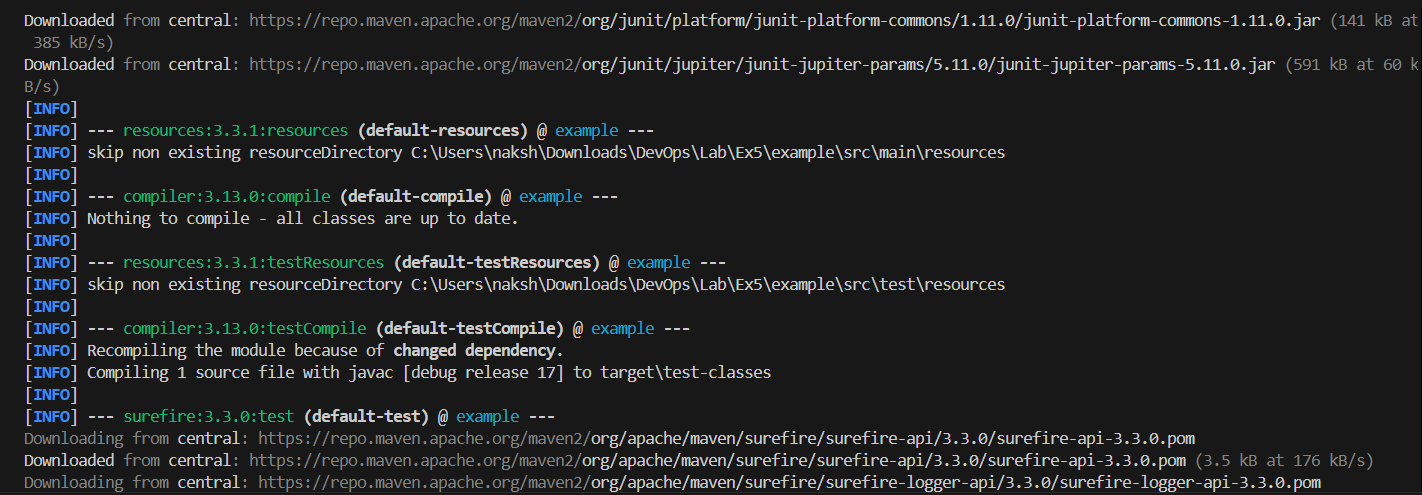 Downloaded from central: https://repo.maven.apache.org/maven2/org/junit/platform/junit-platform-commons/1.11.0/junit-platform-commons-1.11.0.jar (141 kB at
 385 kB/s)
Downloaded from central: https://repo.maven.apache.org/maven2/org/junit/jupiter/junit-jupiter-params/5.11.0/junit-jupiter-params-5.11.0.jar (591 kB at 60 k
B/s)
[INFO]
[INFO] --- resources:3.3.1:resources (default-resources) @ example ---
[INFO] skip non existing resourceDirectory C:\Users\naksh\Downloads\DevOps\Lab\Ex5\example\src\main\resources
[INFO]
[INFO] --- compiler:3.13.0:compile (default-compile) @ example ---
[INFO] Nothing to compile - all classes are up to date.
[INFO]
[INFO] --- resources:3.3.1:testResources (default-testResources) @ example ---
[INFO] skip non existing resourceDirectory C:\Users\naksh\Downloads\DevOps\Lab\Ex5\example\src\test\resources
[INFO]
[INFO] --- compiler:3.13.0:testCompile (default-testCompile) @ example ---
[INFO] Recompiling the module because of changed dependency.
[INFO] Compiling 1 source file with javac [debug release 17] to target\test-classes
[INFO]
[INFO] --- surefire:3.3.0:test (default-test) @ example ---
Downloading from central: https://repo.maven.apache.org/maven2/org/apache/maven/surefire/surefire-api/3.3.0/surefire-api-3.3.0.pom
Downloaded from central: https://repo.maven.apache.org/maven2/org/apache/maven/surefire/surefire-api/3.3.0/surefire-api-3.3.0.pom (3.5 kB at 176 kB/s)
Downloading from central: https://repo.maven.apache.org/maven2/org/apache/maven/surefire/surefire-logger-api/3.3.0/surefire-logger-api-3.3.0.pom